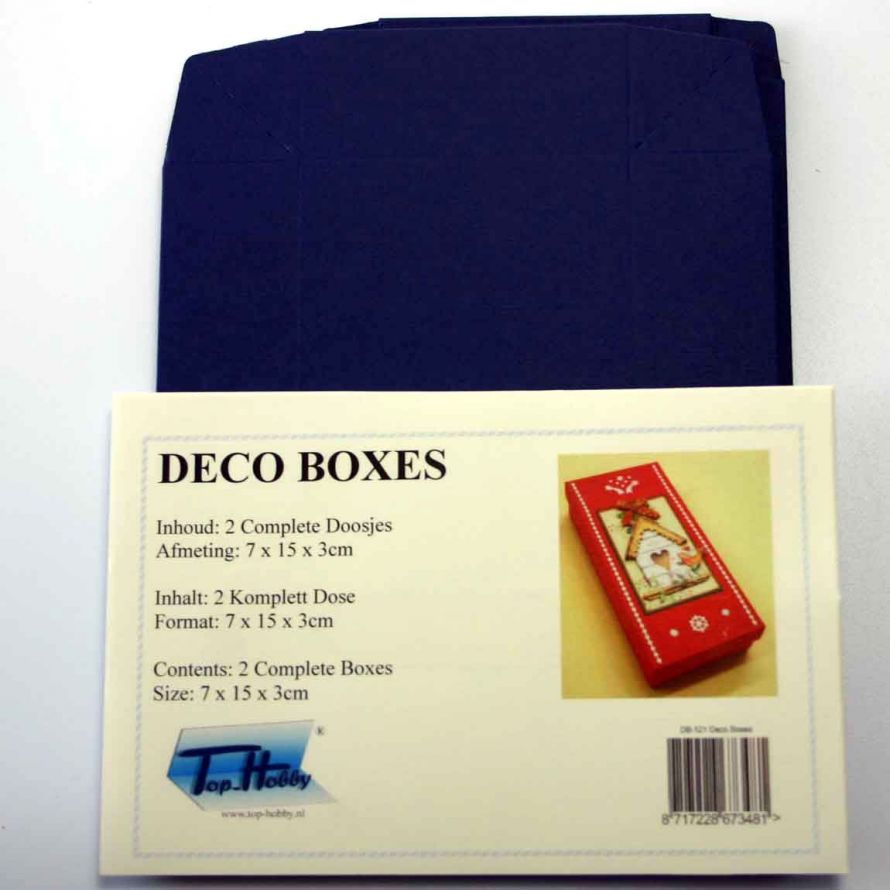 DECO BOXES
Inhoud: 2 Complete Doosjes
Afmeting: 7 x 15 x 3cm
Inhalt: 2 Komplett Dose
Format: 7 x 15 x 3cm
Contents: 2 Complete Boxes
Size: 7 x 15 x 3cm
Top-Hobby ®
www.top-hobby.nl
DB-521 Deco Boxes
8 717228 673481 >